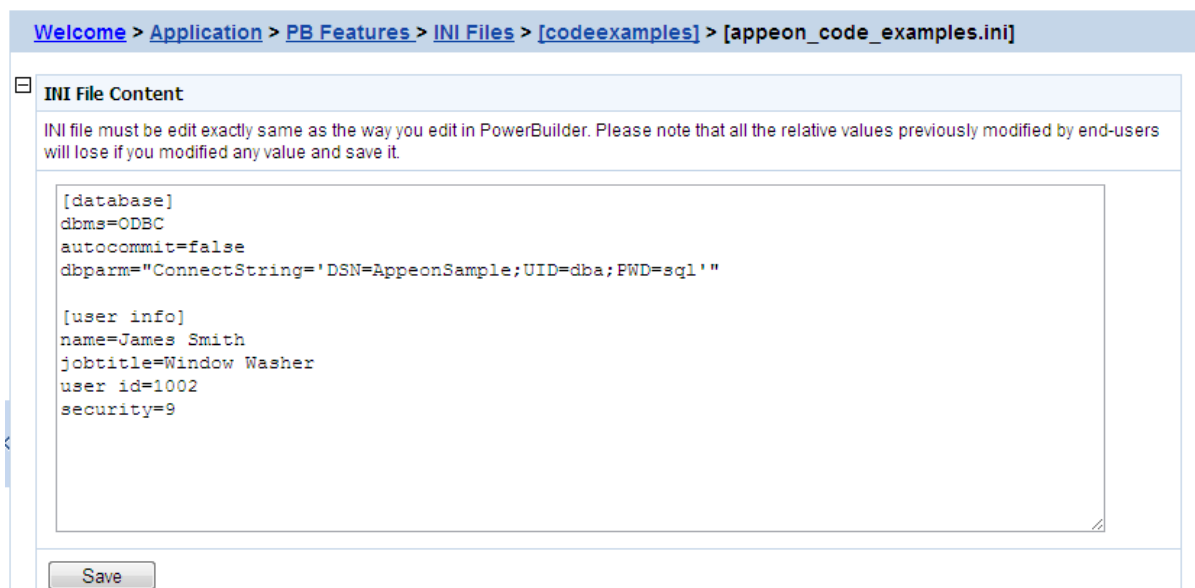 Welcome > Application > PB Features > INI Files > [codeexamples] > [appeon_code_examples.ini]
INI File Content
INI file must be edit exactly same as the way you edit in PowerBuilder. Please note that all the relative values previously modified by end-users
will lose if you modified any value and save it.
[database]
dbms=ODBC
autocommit=false
dbparm="ConnectString='DSN=AppeonSample;UID=dba;PWD=sql'"
[user info]
name=James Smith
jobtitle=Window Washer
user id=1002
security=9
Save